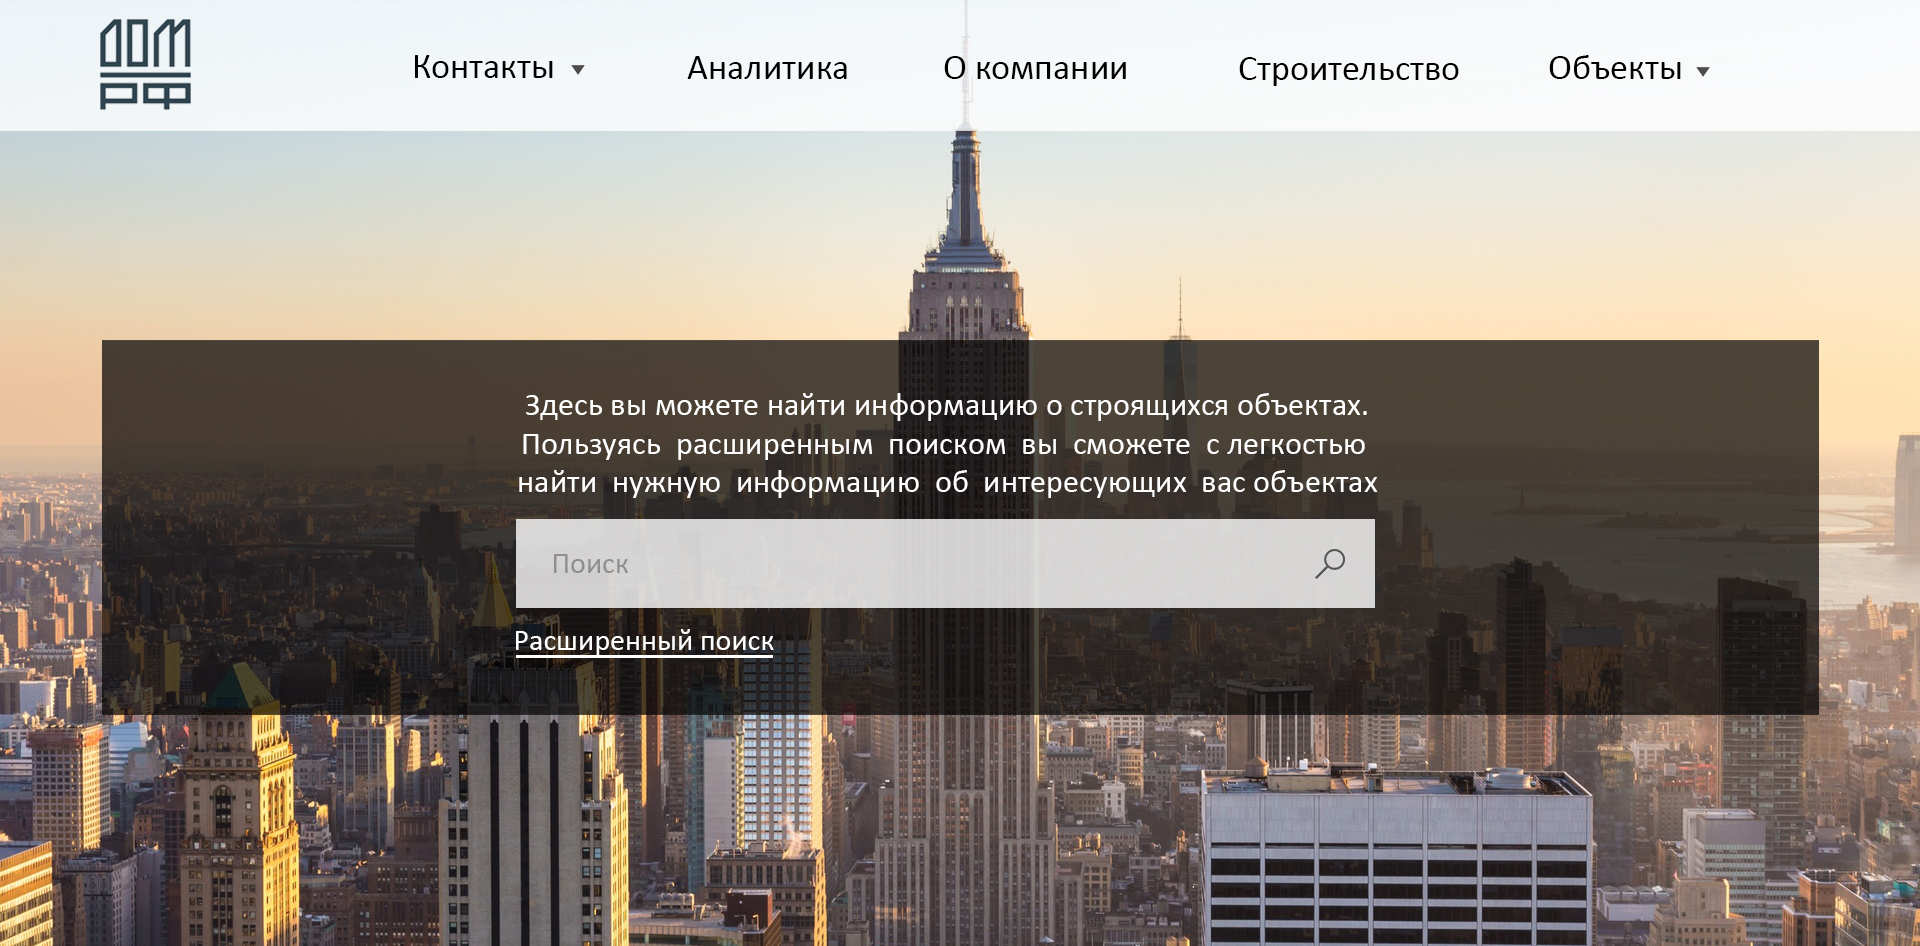 ДОМ
РФ
Контакты
Аналитика
О компании
Строительство
Объекты
Здесь вы можете найти информацию о строящихся объектах.
Пользуясь расширенным поиском вы сможете с легкостью
найти нужную информацию об интересующих вас объектах
Поиск
Расширенный поиск